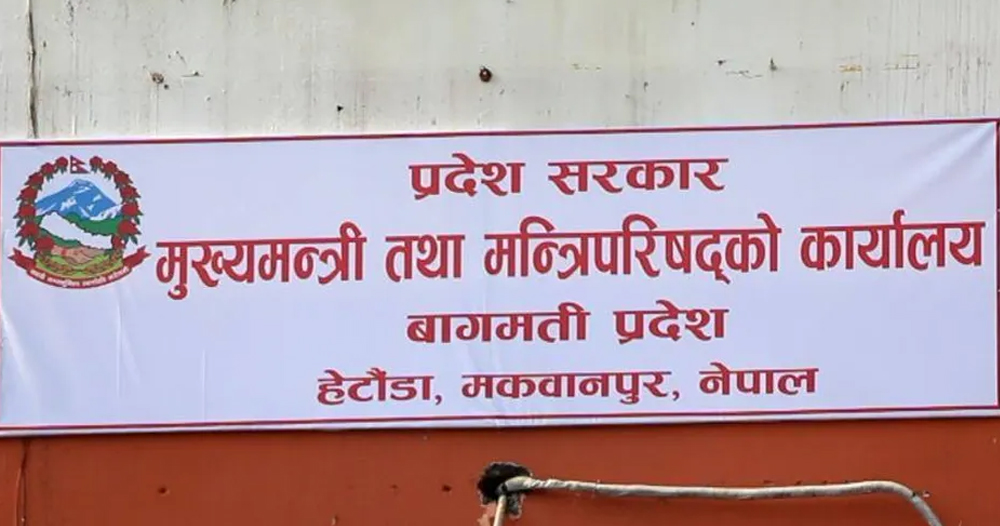 प्रदेश सरकार
मुख्यमन्त्री तथा मन्त्रिपरिषद्को कार्यालय
बागमती प्रदेश
हेटौंडा, मकवानपुर, नेपाल